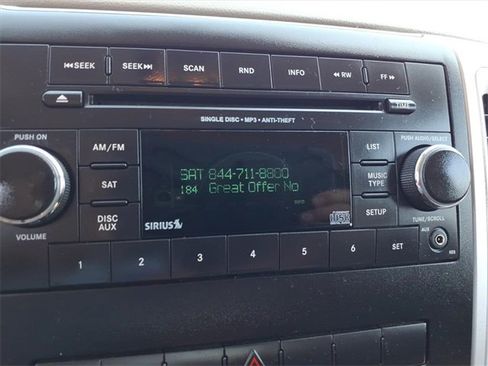 ⏮SEEK
SEEK⏭
SCAN
RND
INFO
◀◀ RW
FF ▶▶
SINGLE DISC • MP3 • ANTI-THEFT
PUSH ON
AM/FM
SAT
DISC AUX
VOLUME
SAT 844-711-8800
184 Great Offer No
INFO
SIRIUS
LIST
MUSIC TYPE
SETUP
PUSH AUDIO/SELECT
TUNE/SCROLL
AUX
RES
1
2
3
4
5
6
SET